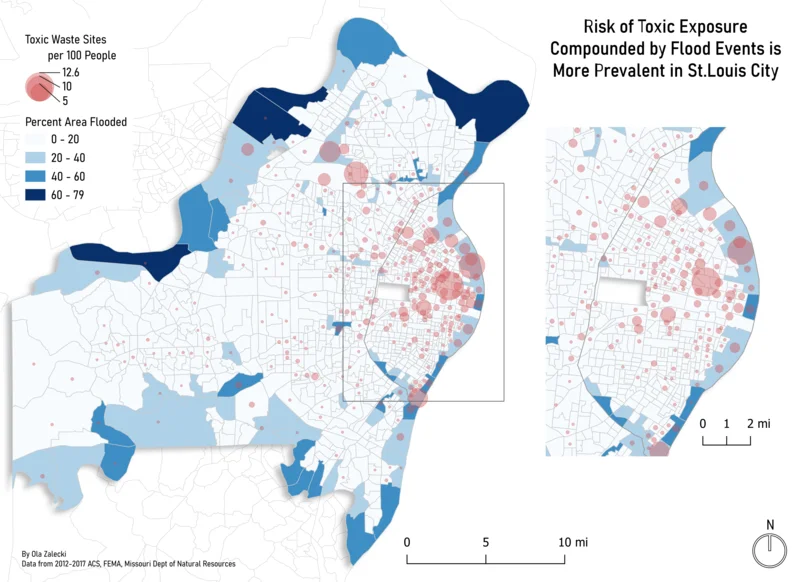 Risk of Toxic Exposure
Compounded by Flood Events is
More Prevalent in St.Louis City
Toxic Waste Sites
per 100 People
12.6
10
5
Percent Area Flooded
0 - 20
20 - 40
40 - 60
60 - 79
0 1 2 mi
0 5 10 mi
N
By Ola Zalecki
Data from 2012-2017 ACS, FEMA, Missouri Dept of Natural Resources